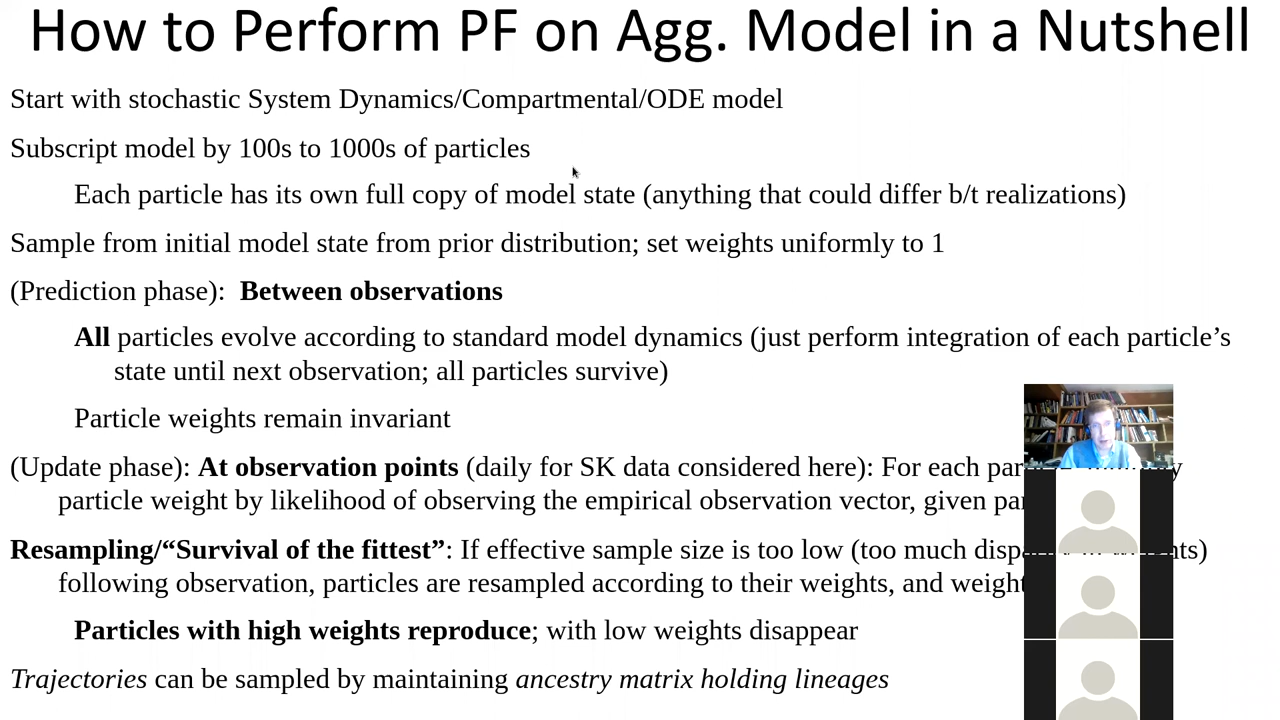 How to Perform PF on Agg. Model in a Nutshell
Start with stochastic System Dynamics/Compartmental/ODE model
Subscript model by 100s to 1000s of particles
Each particle has its own full copy of model state (anything that could differ b/t realizations)
Sample from initial model state from prior distribution; set weights uniformly to 1
(Prediction phase): Between observations
All particles evolve according to standard model dynamics (just perform integration of each particle’s
state until next observation; all particles survive)
Particle weights remain invariant
(Update phase): At observation points (daily for SK data considered here): For each
particle weight by likelihood of observing the empirical observation vector, given
Resampling/“Survival of the fittest”: If effective sample size is too low (too much
following observation, particles are resampled according to their weights, and
Particles with high weights reproduce; with low weights disappear
Trajectories can be sampled by maintaining ancestry matrix holding lineages